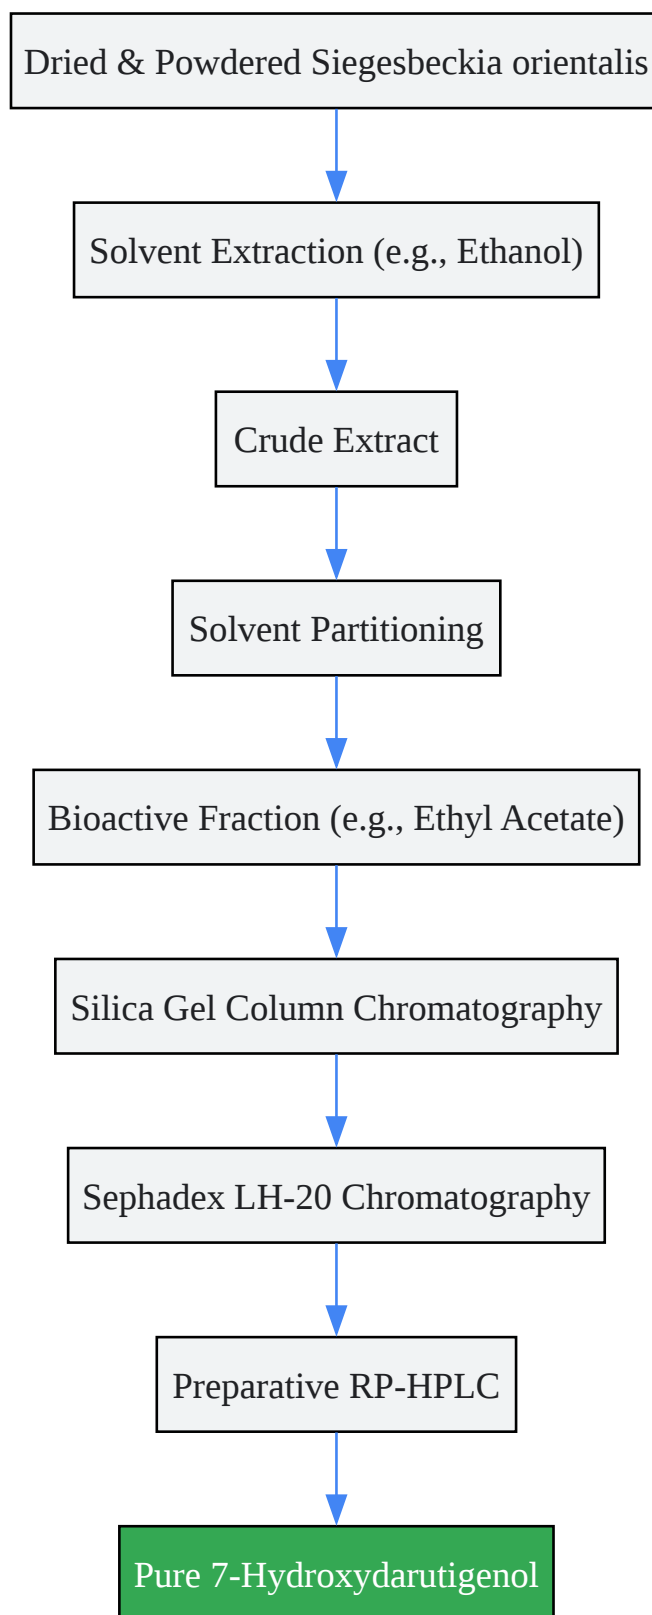 Dried & Powdered Siegesbeckia orientalis
Solvent Extraction (e.g., Ethanol)
Crude Extract
Solvent Partitioning
Bioactive Fraction (e.g., Ethyl Acetate)
Silica Gel Column Chromatography
Sephadex LH-20 Chromatography
Preparative RP-HPLC
Pure 7-Hydroxydarutigenol